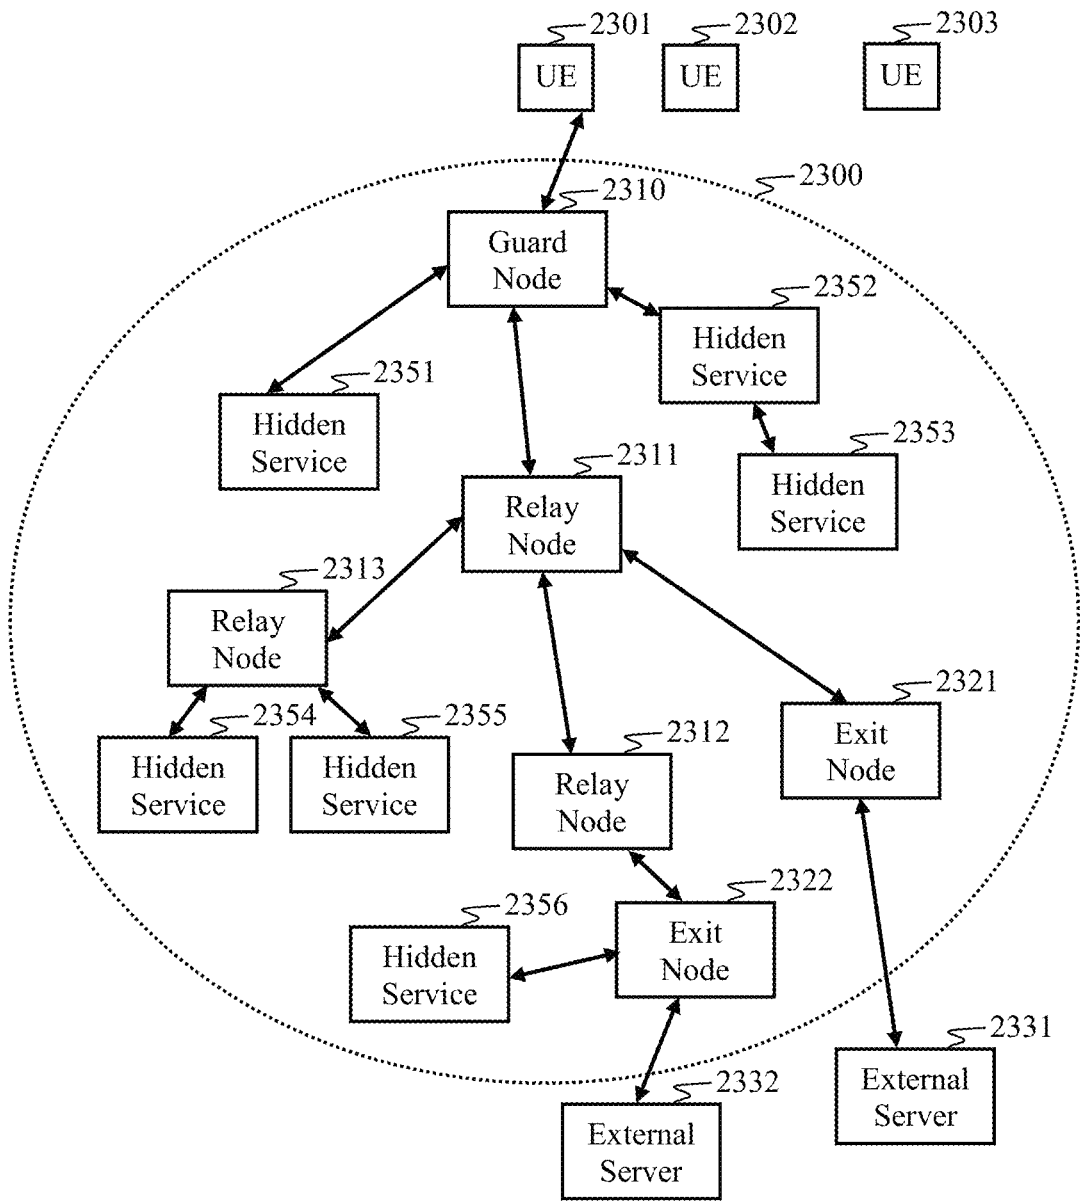 2301
2302
2303
UE
UE
UE
2300
2310
Guard
Node
2352
Hidden
Service
2351
Hidden
Service
2353
Hidden
Service
2311
Relay
Node
2313
Relay
Node
2321
Exit
Node
2354
Hidden
Service
2355
Hidden
Service
2312
Relay
Node
2322
Exit
Node
2356
Hidden
Service
2331
External
Server
2332
External
Server